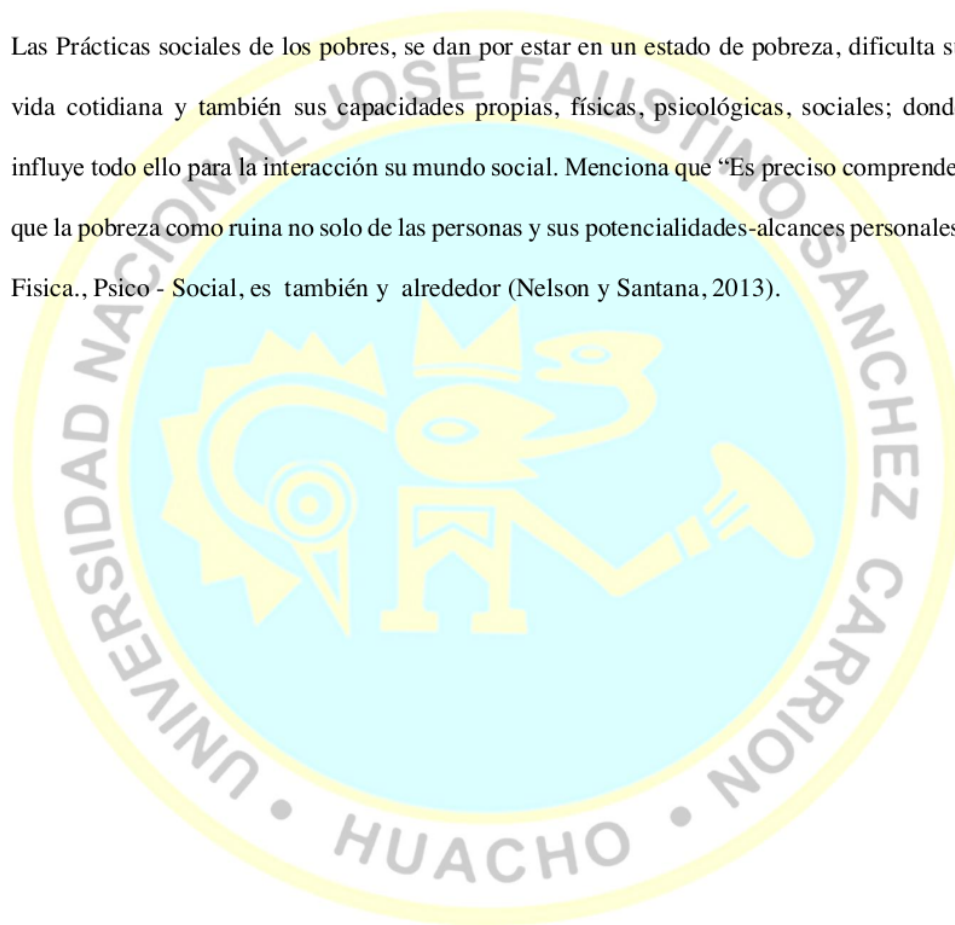 Las Prácticas sociales de los pobres, se dan por estar en un estado de pobreza, dificulta s
vida cotidiana y también sus capacidades propias, físicas, psicológicas, sociales; dond
influye todo ello para la interacción su mundo social. Menciona que “Es preciso comprende
que la pobreza como ruina no solo de las personas y sus potencialidades-alcances personales
Fisica., Psico - Social, es también y alrededor (Nelson y Santana, 2013).
UNIVERSIDAD NACIONAL JOSE FAUSTINO SANCHEZ CARRION • HUACHO •